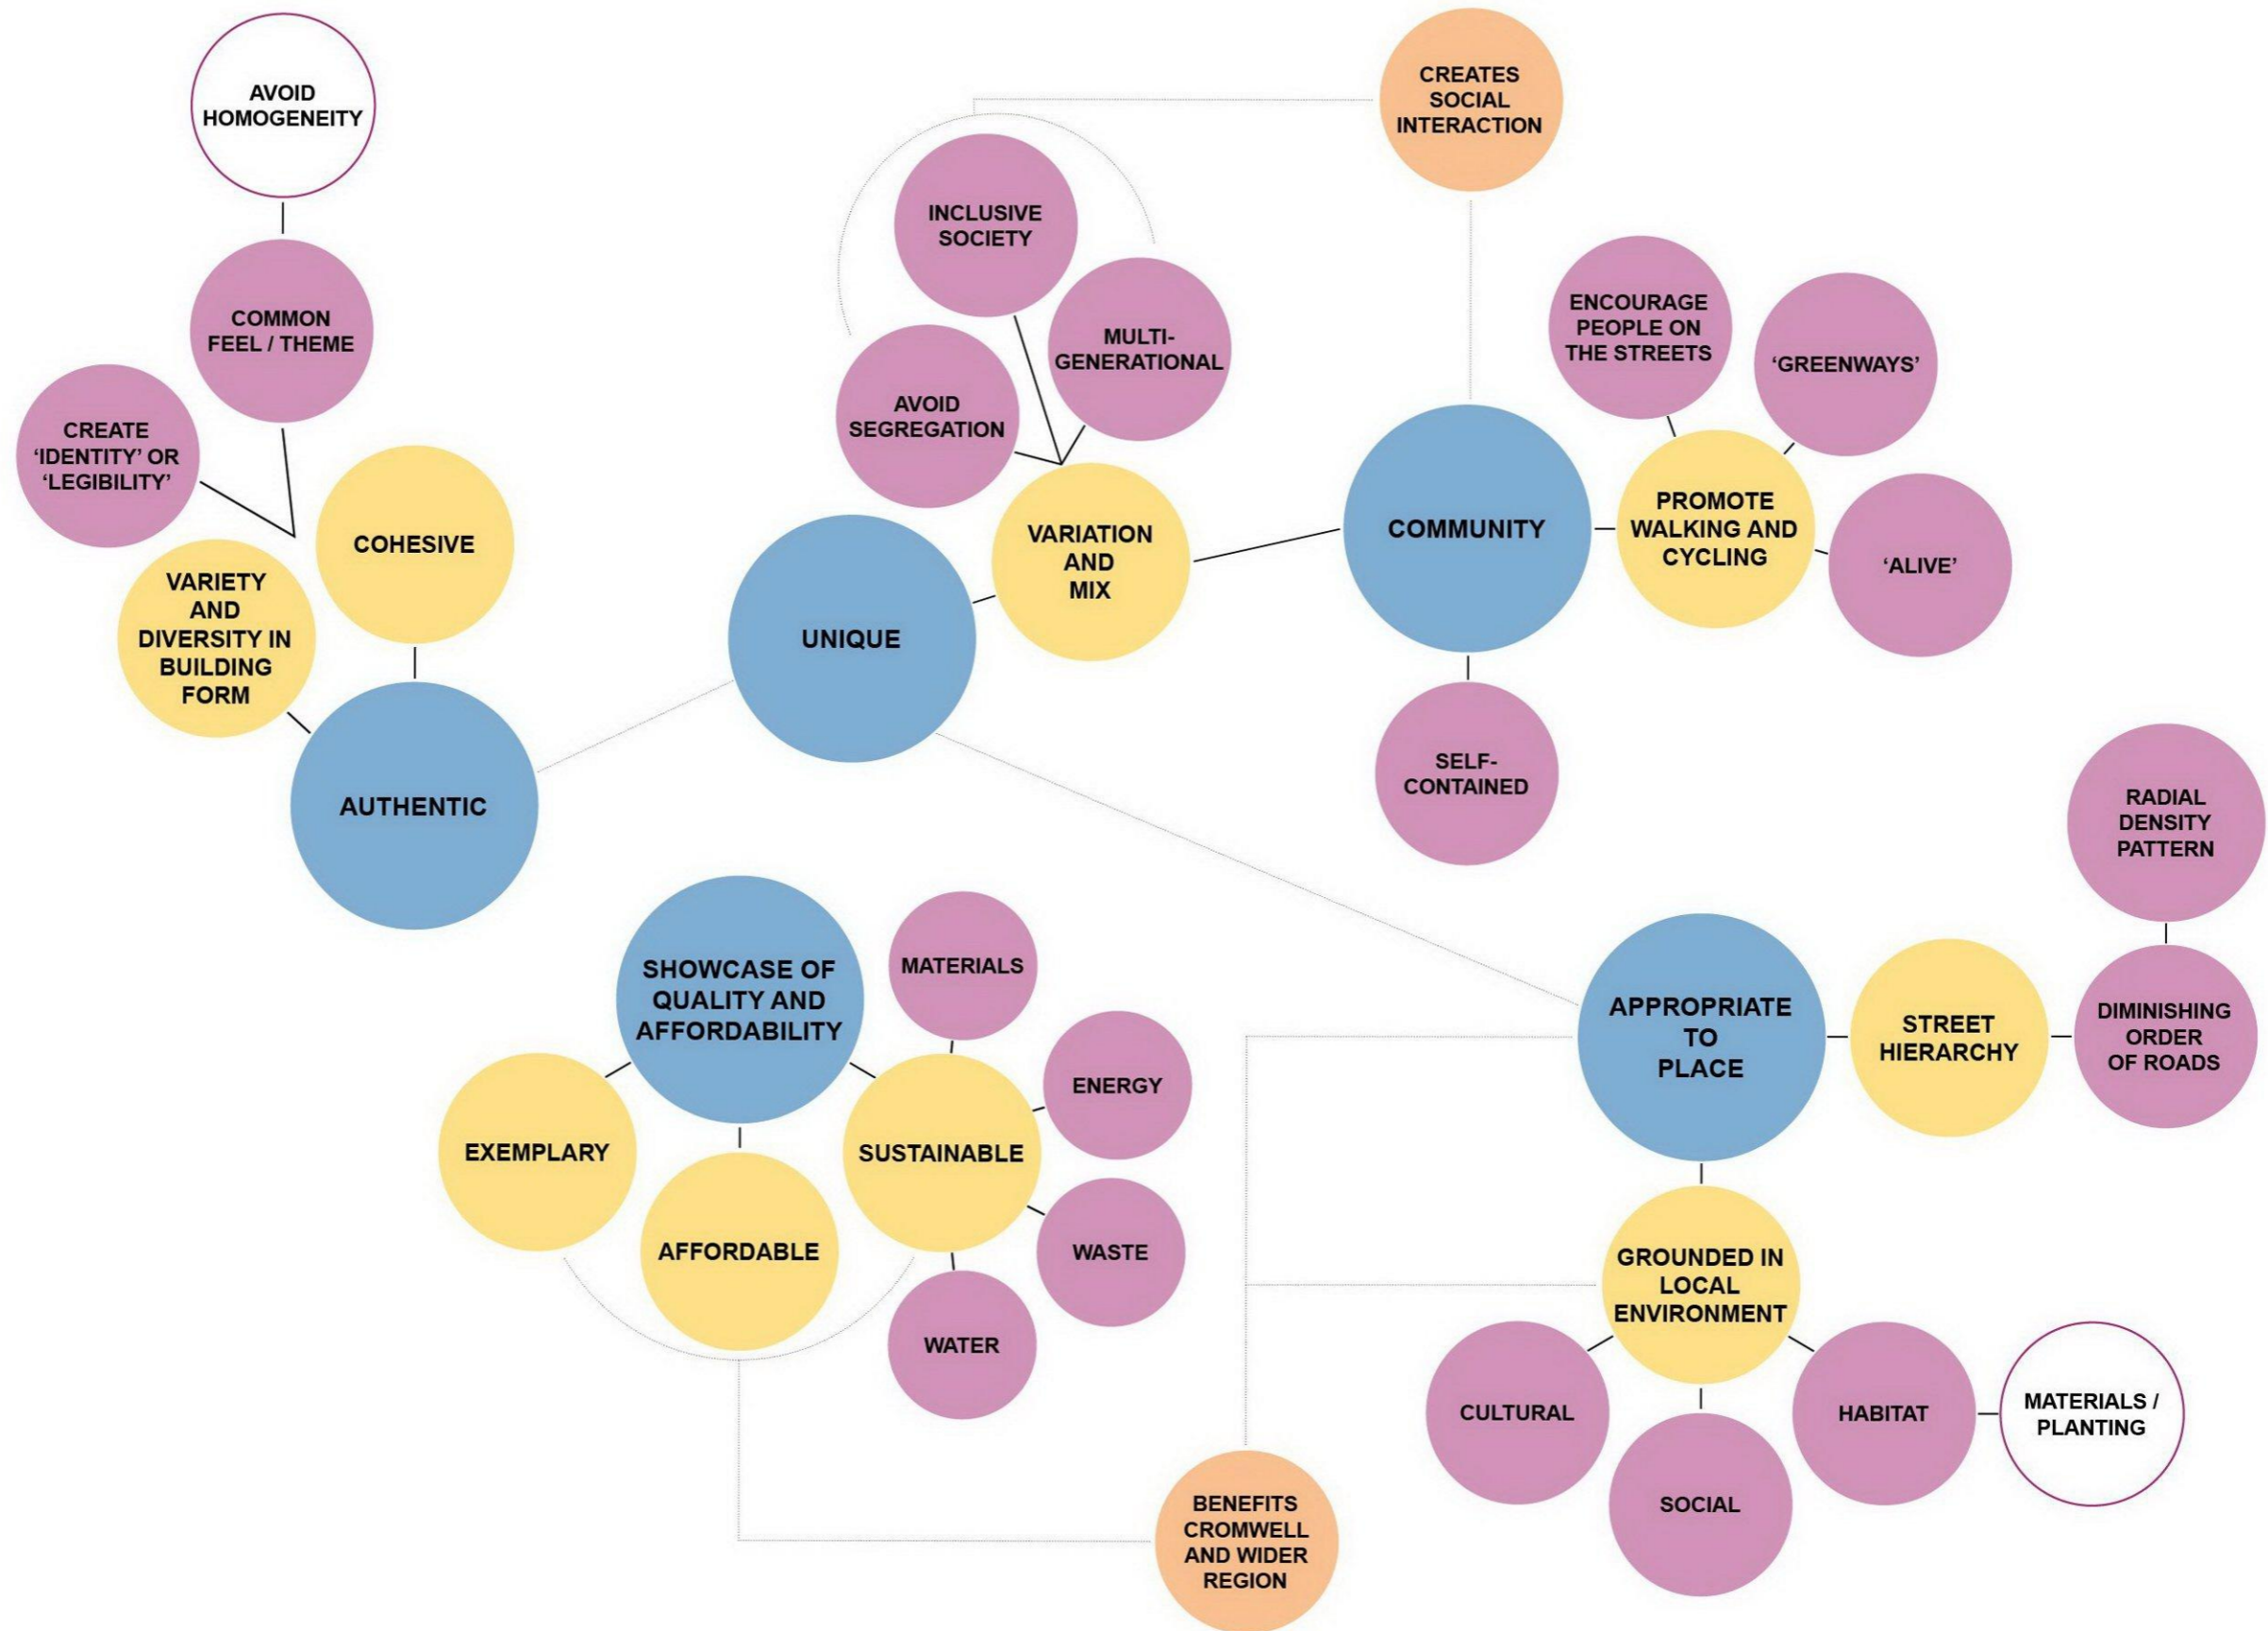 AVOID
HOMOGENEITY
COMMON
FEEL / THEME
CREATE
‘IDENTITY’ OR
‘LEGIBILITY’
COHESIVE
VARIETY
AND
DIVERSITY IN
BUILDING
FORM
AUTHENTIC
CREATES
SOCIAL
INTERACTION
INCLUSIVE
SOCIETY
MULTI-
GENERATIONAL
AVOID
SEGREGATION
VARIATION
AND
MIX
UNIQUE
COMMUNITY
ENCOURAGE
PEOPLE ON
THE STREETS
‘GREENWAYS’
PROMOTE
WALKING AND
CYCLING
‘ALIVE’
SELF-
CONTAINED
SHOWCASE OF
QUALITY AND
AFFORDABILITY
EXEMPLARY
AFFORDABLE
SUSTAINABLE
MATERIALS
ENERGY
WASTE
WATER
RADIAL
DENSITY
PATTERN
APPROPRIATE
TO
PLACE
STREET
HIERARCHY
DIMINISHING
ORDER
OF ROADS
GROUNDED IN
LOCAL
ENVIRONMENT
CULTURAL
SOCIAL
HABITAT
MATERIALS /
PLANTING
BENEFITS
CROMWELL
AND WIDER
REGION